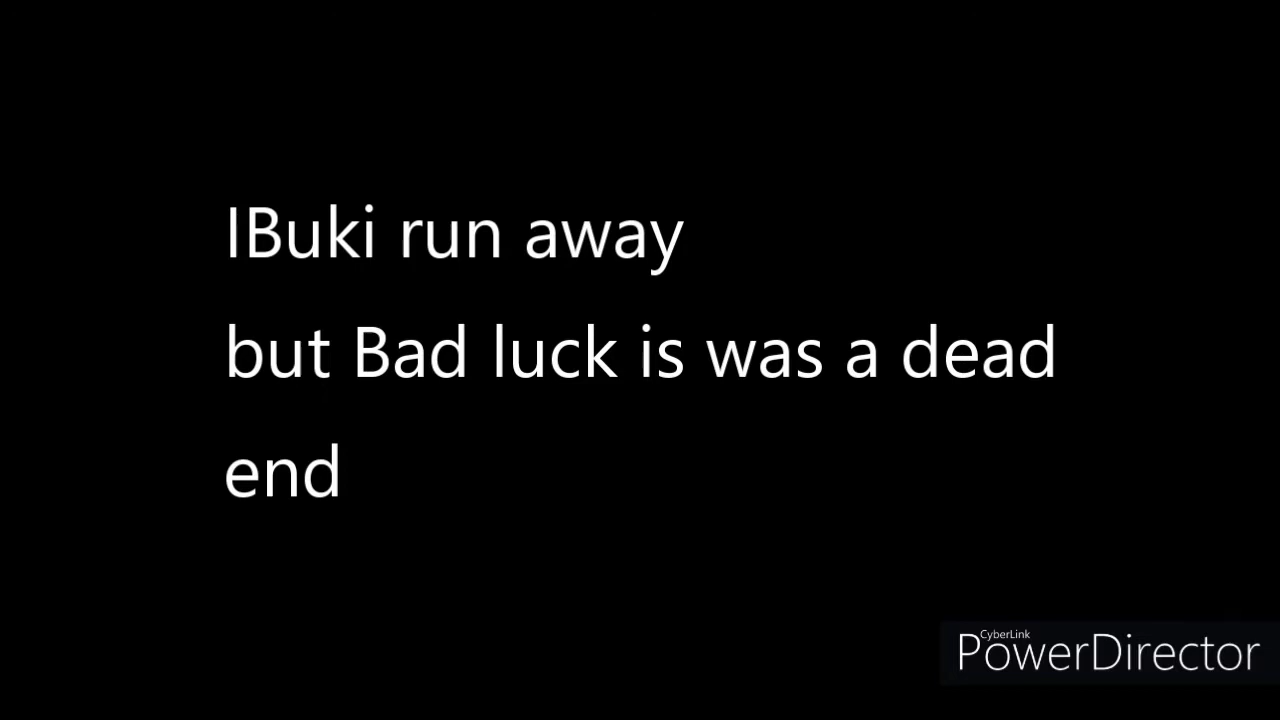 IBuki run away
but Bad luck is was a dead
end
CyberLink
PowerDirector